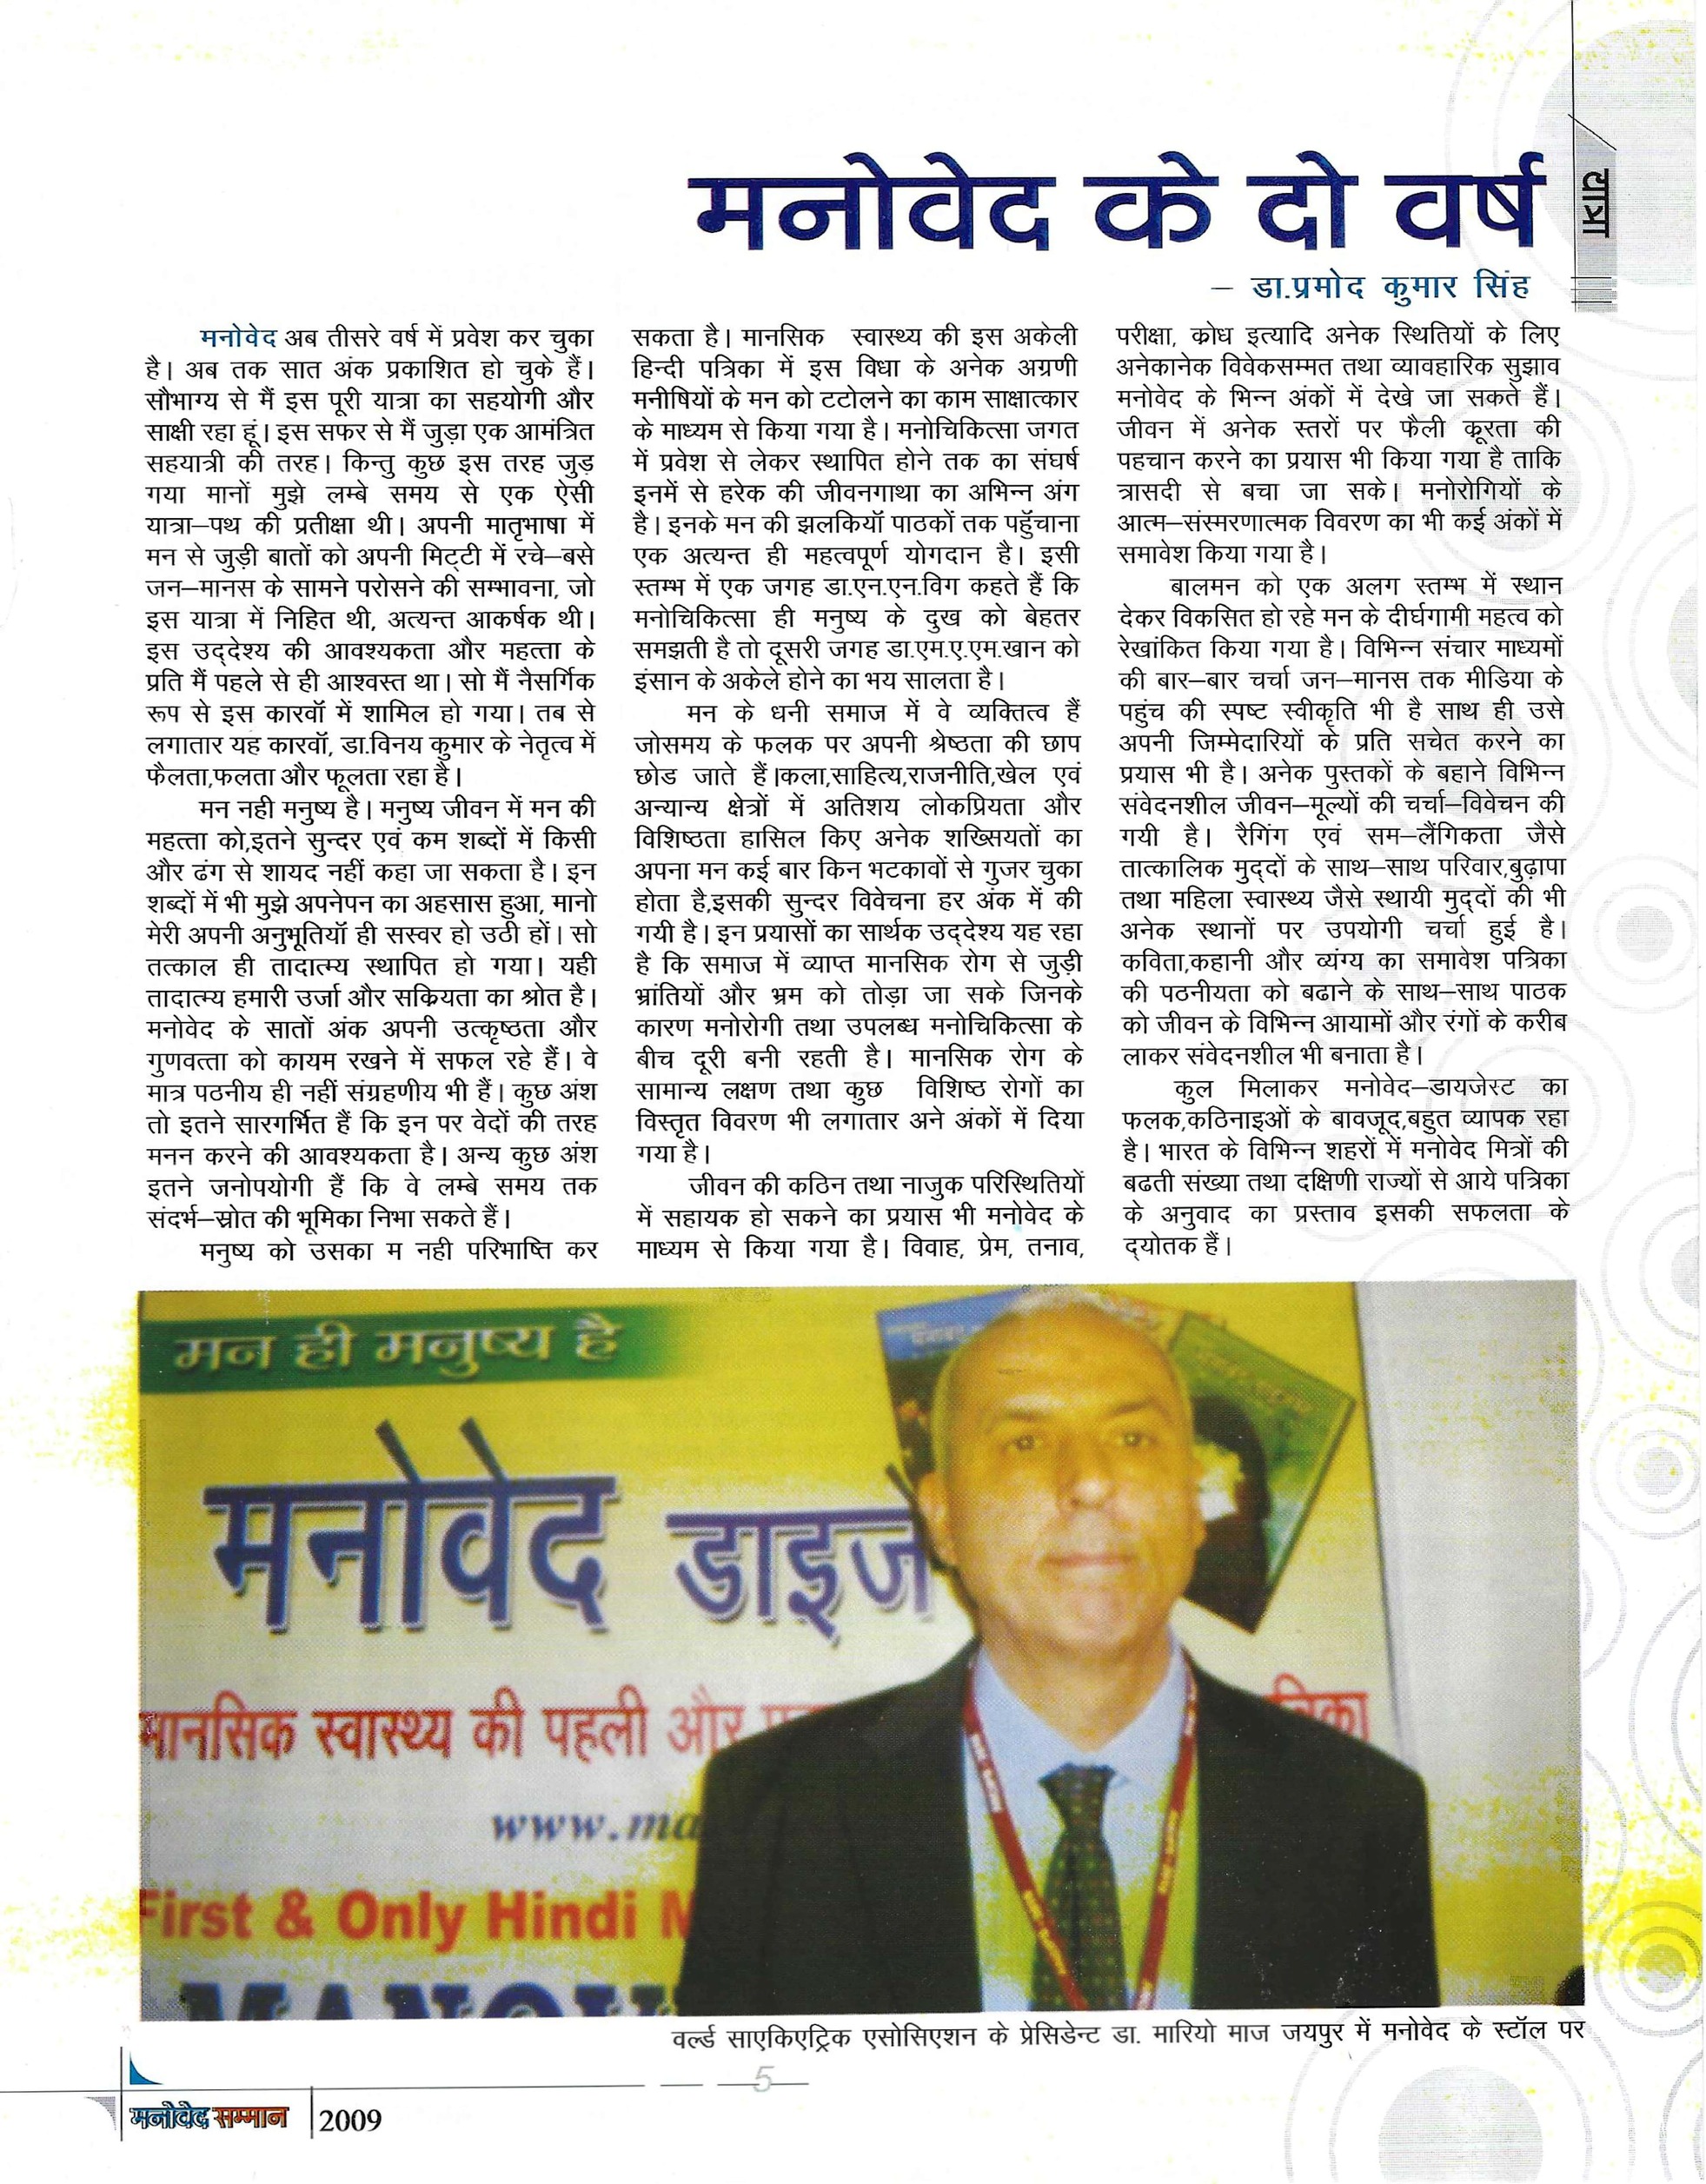 यात्रा
मनोवेद के दो वर्ष
– डा.प्रमोद कुमार सिंह
मनोवेद अब तीसरे वर्ष में प्रवेश कर चुका
है। अब तक सात अंक प्रकाशित हो चुके हैं।
सौभाग्य से मैं इस पूरी यात्रा का सहयोगी और
साक्षी रहा हूं। इस सफर से मैं जुड़ा एक आमंत्रित
सहयात्री की तरह। किन्तु कुछ इस तरह जुड़
गया मानों मुझे लम्बे समय से एक ऐसी
यात्रा–पथ की प्रतीक्षा थी। अपनी मातृभाषा में
मन से जुड़ी बातों को अपनी मिट्टी में रचे–बसे
जन–मानस के सामने परोसने की सम्भावना, जो
इस यात्रा में निहित थी, अत्यन्त आकर्षक थी।
इस उद्देश्य की आवश्यकता और महत्ता के
प्रति मैं पहले से ही आश्वस्त था। सो मैं नैसर्गिक
रूप से इस कारवॉ में शामिल हो गया। तब से
लगातार यह कारवॉ, डा.विनय कुमार के नेतृत्व में
फैलता,फलता और फूलता रहा है।
मन नही मनुष्य है। मनुष्य जीवन में मन की
महत्ता को,इतने सुन्दर एवं कम शब्दों में किसी
और ढंग से शायद नहीं कहा जा सकता है। इन
शब्दों में भी मुझे अपनेपन का अहसास हुआ, मानो
मेरी अपनी अनुभूतियॉ ही सस्वर हो उठी हों। सो
तत्काल ही तादात्म्य स्थापित हो गया। यही
तादात्म्य हमारी उर्जा और सक्रियता का श्रोत है।
मनोवेद के सातों अंक अपनी उत्कृष्ठता और
गुणवत्ता को कायम रखने में सफल रहे हैं। वे
मात्र पठनीय ही नहीं संग्रहणीय भी हैं। कुछ अंश
तो इतने सारगर्भित हैं कि इन पर वेदों की तरह
मनन करने की आवश्यकता है। अन्य कुछ अंश
इतने जनोपयोगी हैं कि वे लम्बे समय तक
संदर्भ–स्रोत की भूमिका निभा सकते हैं।
मनुष्य को उसका म नही परिभाष्ति कर
सकता है। मानसिक स्वास्थ्य की इस अकेली
हिन्दी पत्रिका में इस विधा के अनेक अग्रणी
मनीषियों के मन को टटोलने का काम साक्षात्कार
के माध्यम से किया गया है। मनोचिकित्सा जगत
में प्रवेश से लेकर स्थापित होने तक का संघर्ष
इनमें से हरेक की जीवनगाथा का अभिन्न अंग
है। इनके मन की झलकियॉ पाठकों तक पहुँचाना
एक अत्यन्त ही महत्वपूर्ण योगदान है। इसी
स्तम्भ में एक जगह डा.एन.एन.विग कहते हैं कि
मनोचिकित्सा ही मनुष्य के दुख को बेहतर
समझती है तो दूसरी जगह डा.एम.ए.एम.खान को
इंसान के अकेले होने का भय सालता है।
मन के धनी समाज में वे व्यक्तित्व हैं
जोसमय के फलक पर अपनी श्रेष्ठता की छाप
छोड जाते हैं।कला,साहित्य,राजनीति,खेल एवं
अन्यान्य क्षेत्रों में अतिशय लोकप्रियता और
विशिष्ठता हासिल किए अनेक शख्सियतों का
अपना मन कई बार किन भटकावों से गुजर चुका
होता है,इसकी सुन्दर विवेचना हर अंक में की
गयी है। इन प्रयासों का सार्थक उद्देश्य यह रहा
है कि समाज में व्याप्त मानसिक रोग से जुड़ी
भ्रांतियों और भ्रम को तोड़ा जा सके जिनके
कारण मनोरोगी तथा उपलब्ध मनोचिकित्सा के
बीच दूरी बनी रहती है। मानसिक रोग के
सामान्य लक्षण तथा कुछ विशिष्ठ रोगों का
विस्तृत विवरण भी लगातार अने अंकों में दिया
गया है।
जीवन की कठिन तथा नाजुक परिस्थितियों
में सहायक हो सकने का प्रयास भी मनोवेद के
माध्यम से किया गया है। विवाह, प्रेम, तनाव,
परीक्षा, क्रोध इत्यादि अनेक स्थितियों के लिए
अनेकानेक विवेकसम्मत तथा व्यावहारिक सुझाव
मनोवेद के भिन्न अंकों में देखे जा सकते हैं।
जीवन में अनेक स्तरों पर फैली क्रूरता की
पहचान करने का प्रयास भी किया गया है ताकि
त्रासदी से बचा जा सके। मनोरोगियों के
आत्म–संस्मरणात्मक विवरण का भी कई अंकों में
समावेश किया गया है।
बालमन को एक अलग स्तम्भ में स्थान
देकर विकसित हो रहे मन के दीर्घगामी महत्व को
रेखांकित किया गया है। विभिन्न संचार माध्यमों
की बार–बार चर्चा जन–मानस तक मीडिया के
पहुंच की स्पष्ट स्वीकृति भी है साथ ही उसे
अपनी जिम्मेदारियों के प्रति सचेत करने का
प्रयास भी है। अनेक पुस्तकों के बहाने विभिन्न
संवेदनशील जीवन–मूल्यों की चर्चा–विवेचन की
गयी है। रैगिंग एवं सम–लैंगिकता जैसे
तात्कालिक मुद्दों के साथ–साथ परिवार,बुढ़ापा
तथा महिला स्वास्थ्य जैसे स्थायी मुद्दों की भी
अनेक स्थानों पर उपयोगी चर्चा हुई है।
कविता,कहानी और व्यंग्य का समावेश पत्रिका
की पठनीयता को बढाने के साथ–साथ पाठक
को जीवन के विभिन्न आयामों और रंगों के करीब
लाकर संवेदनशील भी बनाता है।
कुल मिलाकर मनोवेद–डायजेस्ट का
फलक,कठिनाइओं के बावजूद,बहुत व्यापक रहा
है। भारत के विभिन्न शहरों में मनोवेद मित्रों की
बढती संख्या तथा दक्षिणी राज्यों से आये पत्रिका
के अनुवाद का प्रस्ताव इसकी सफलता के
द्योतक हैं।
मन ही मनुष्य है
मनोवेद डाइज
मानसिक स्वास्थ्य की पहली और
www.ma
First & Only Hindi M
MANOV
वर्ल्ड साएकिएट्रिक एसोसिएशन के प्रेसिडेन्ट डा. मारियो माज जयपुर में मनोवेद के स्टॉल पर
5
मनोवेद सम्मान 2009